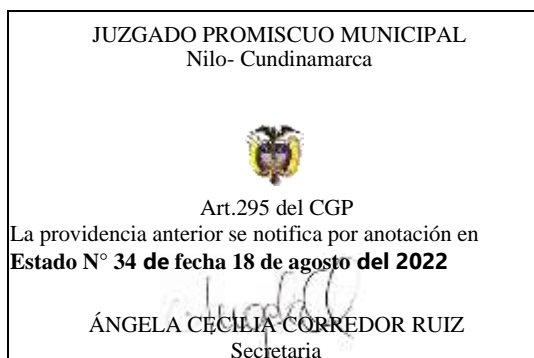 JUZGADO PROMISCUO MUNICIPAL
Nilo- Cundinamarca
Art.295 del CGP
La providencia anterior se notifica por anotación en
Estado N° 34 de fecha 18 de agosto del 2022
ÁNGELA CECILIA CORREDOR RUIZ
Secretaria